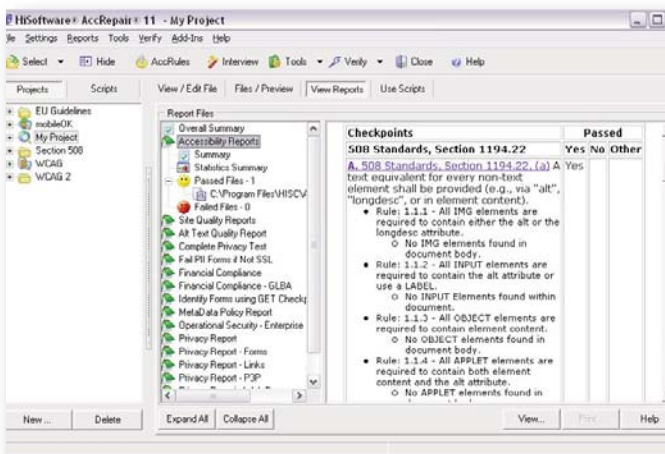 HiSoftware® AccRepair® 11 - My Project
Settings Reports Tools Verify Add-Ins Help
Select Hide AccRules Interview Tools Verify Close Help
Projects Scripts View / Edit File Files / Preview View Reports Use Scripts
EU Guidelines
mobileOK
My Project
Section 508
WCAG
WCAG 2
New ... Delete
Report Files
Overall Summary
Accessibility Reports
Summary
Statistics Summary
Passed Files - 1
C:\Program Files\HISC\A
Failed Files - 0
Site Quality Reports
Alt Text Quality Report
Complete Privacy Test
Fail PII Forms if Not SSL
Financial Compliance
Financial Compliance - GLBA
Identify Forms using GET Checkp
MetaData Policy Report
Operational Security - Enterprise
Privacy Report
Privacy Report - Forms
Privacy Report - Links
Privacy Report - P3P
Expand All Collapse All
Checkpoints Passed
508 Standards, Section 1194.22 Yes No Other
A. 508 Standards, Section 1194.22, (a) A Yes
text equivalent for every non-text
element shall be provided (e.g., via "alt",
"longdesc", or in element content).
Rule: 1.1.1 - All IMG elements are
required to contain either the alt or the
longdesc attribute.
No IMG elements found in
document body.
Rule: 1.1.2 - All INPUT elements are
required to contain the alt attribute or
use a LABEL.
No INPUT Elements found within
document.
Rule: 1.1.3 - All OBJECT elements are
required to contain element content.
No OBJECT elements found in
document body.
Rule: 1.1.4 - All APPLET elements are
required to contain both element
content and the alt attribute.
No APPLET elements found in
View... Print... Help